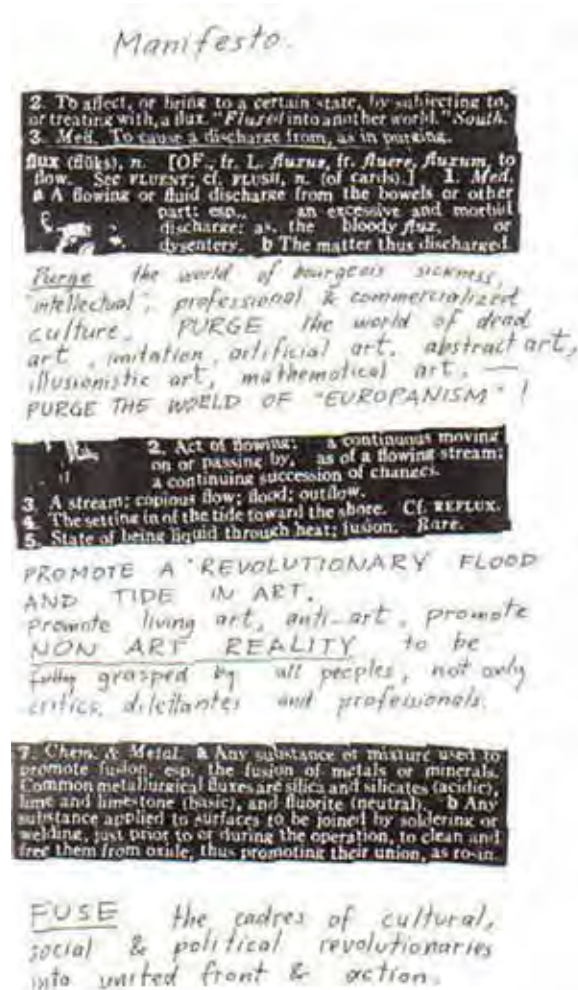 Manifesto.
2. To affect, or bring to a certain state, by subjecting to,
or treating with, a flux. "Fluxed into another world." South.
3. Med. To cause a discharge from, as in purging.
flux (flŭks), n. [OF., fr. L. fluxus, fr. fluere, fluxum, to
flow. See FLUENT; cf. FLUSH, n. (of cards).] 1. Med.
a A flowing or fluid discharge from the bowels or other
part; esp., an excessive and morbid
discharge; as, the bloody flux, or
dysentery. b The matter thus discharged
Purge the world of bourgeois sickness,
"intellectual", professional & commercialized
culture. PURGE the world of dead
art, imitation, artificial art, abstract art,
illusionistic art, mathematical art, —
PURGE THE WORLD OF "EUROPANISM" !
2. Act of flowing: a continuous moving
on or passing by, as of a flowing stream;
a continuing succession of changes.
3. A stream; copious flow; flood; outflow.
4. The setting in of the tide toward the shore. Cf. REFLUX.
5. State of being liquid through heat; fusion. Rare.
PROMOTE A REVOLUTIONARY FLOOD
AND TIDE IN ART.
Promote living art, anti-art, promote
NON ART REALITY to be
fully grasped by all peoples, not only
critics, dilettantes and professionals.
7. Chem. & Metal. a Any substance or mixture used to
promote fusion, esp. the fusion of metals or minerals.
Common metallurgical fluxes are silica and silicates (acidic),
lime and limestone (basic), and fluorite (neutral). b Any
substance applied to surfaces to be joined by soldering or
welding, just prior to or during the operation, to clean and
free them from oxide, thus promoting their union, as rosin.
FUSE the cadres of cultural,
social & political revolutionaries
into united front & action.